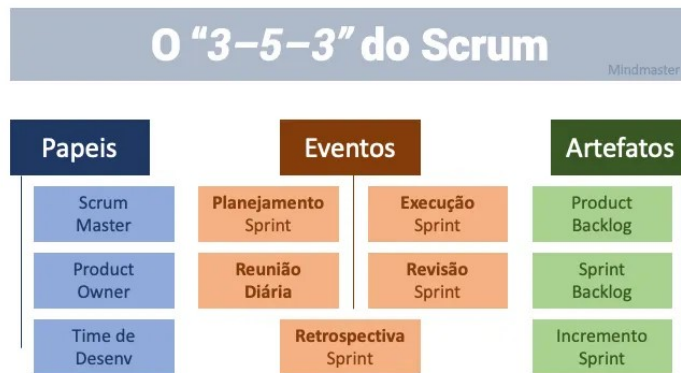 O “3–5–3” do Scrum
Mindmaster
Papeis
Scrum
Master
Product
Owner
Time de
Desenv
Eventos
Planejamento
Sprint
Execução
Sprint
Reunião
Diária
Revisão
Sprint
Retrospectiva
Sprint
Artefatos
Product
Backlog
Sprint
Backlog
Incremento
Sprint